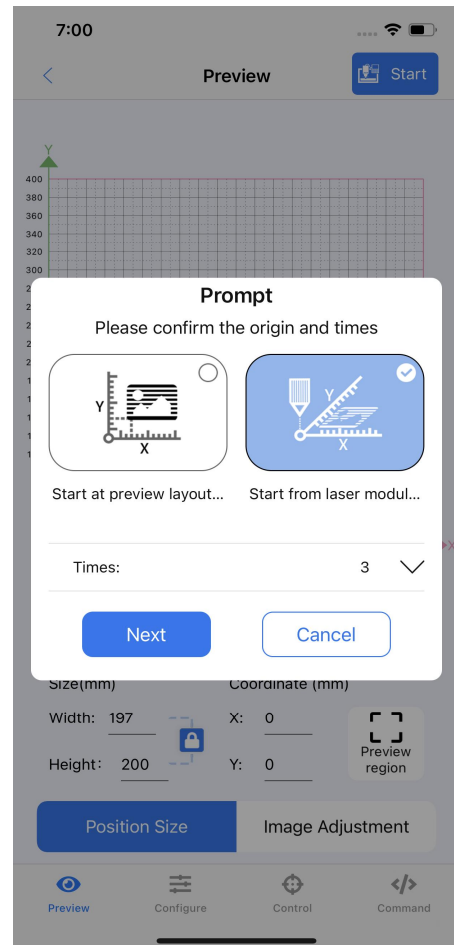 7:00
Preview
Start
Y
400
380
360
340
320
300
Prompt
Please confirm the origin and times
Y
X
Y
X
Start at preview layout...
Start from laser modul...
X
Times: 3
Next
Cancel
Size(mm)
Coordinate (mm)
Width: 197
X: 0
Height: 200
Y: 0
Preview
region
Position Size
Image Adjustment
Preview
Configure
Control
Command